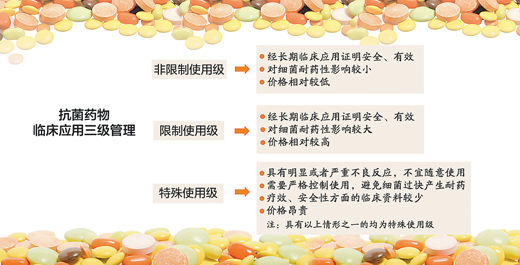 抗菌药物
临床应用三级管理
非限制使用级
经长期临床应用证明安全、有效
对细菌耐药性影响较小
价格相对较低
限制使用级
经长期临床应用证明安全、有效
对细菌耐药性影响较大
价格相对较高
特殊使用级
具有明显或者严重不良反应，不宜随意使用
需要严格控制使用，避免细菌过快产生耐药
疗效、安全性方面的临床资料较少
价格昂贵
注：具有以上情形之一的均为特殊使用级